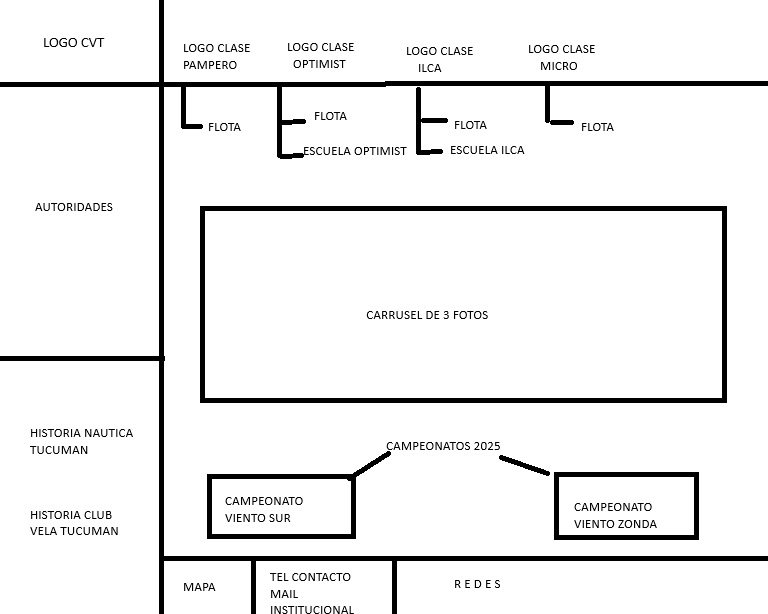 LOGO CVT
LOGO CLASE
PAMPERO
LOGO CLASE
OPTIMIST
LOGO CLASE
ILCA
LOGO CLASE
MICRO
FLOTA
FLOTA
ESCUELA OPTIMIST
FLOTA
ESCUELA ILCA
FLOTA
AUTORIDADES
CARRUSEL DE 3 FOTOS
HISTORIA NAUTICA
TUCUMAN
HISTORIA CLUB
VELA TUCUMAN
CAMPEONATOS 2025
CAMPEONATO
VIENTO SUR
CAMPEONATO
VIENTO ZONDA
MAPA
TEL CONTACTO
MAIL
INSTITUCIONAL
R E D E S